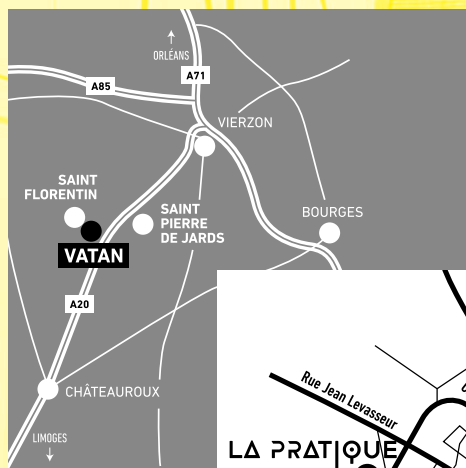 ORLÉANS
A71
A85
VIERZON
SAINT
FLORENTIN
SAINT
PIERRE
DE JARDS
BOURGES
VATAN
A20
CHÂTEAUROUX
LIMOGES
Rue Jean Levasseur
LA PRATIQUE